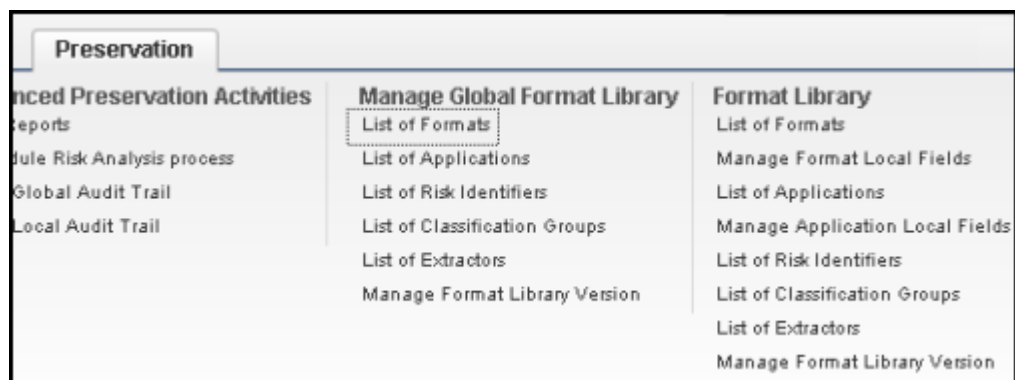 Preservation
nced Preservation Activities
Reports
dule Risk Analysis process
Global Audit Trail
Local Audit Trail
Manage Global Format Library
List of Formats
List of Applications
List of Risk Identifiers
List of Classification Groups
List of Extractors
Manage Format Library Version
Format Library
List of Formats
Manage Format Local Fields
List of Applications
Manage Application Local Fields
List of Risk Identifiers
List of Classification Groups
List of Extractors
Manage Format Library Version